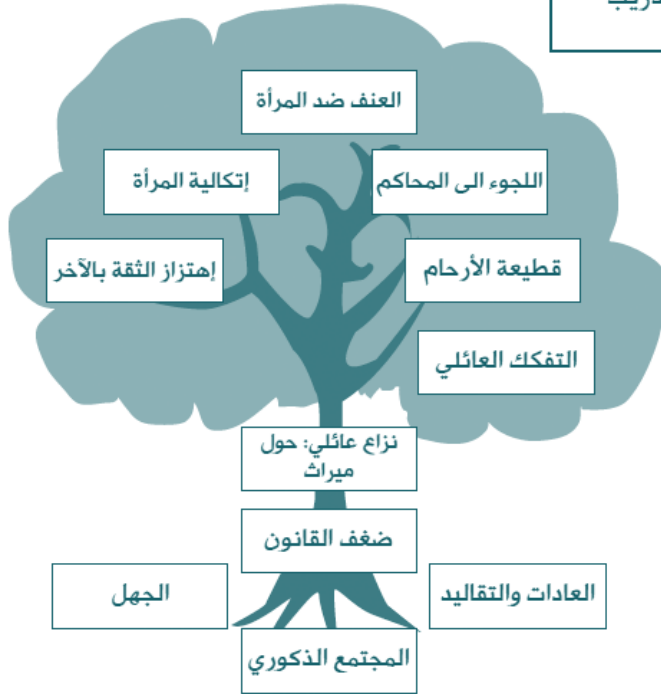 العنف ضد المرأة
اللجوء الى المحاكم
إتكالية المرأة
قطيعة الأرحام
إهتزاز الثقة بالآخر
التفكك العائلي
نزاع عائلي: حول
ميراث
ضغف القانون
العادات والتقاليد
الجهل
المجتمع الذكوري